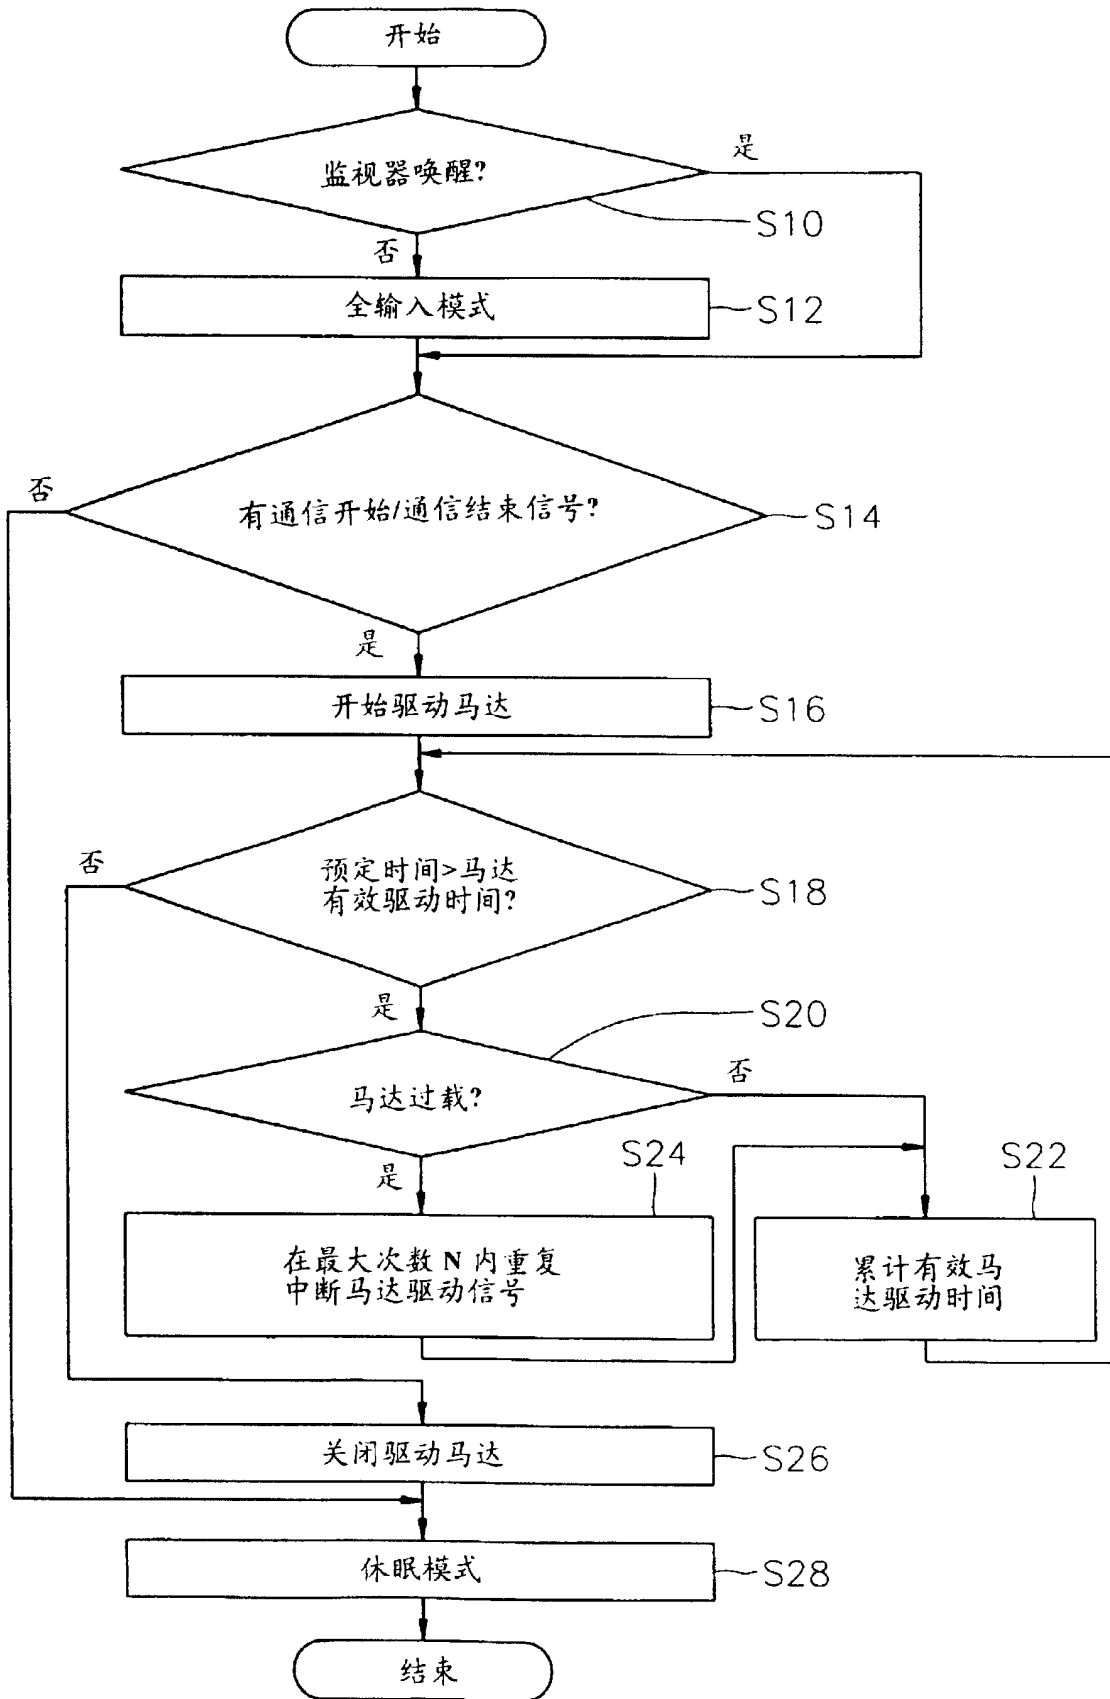 开始
监视器唤醒?
是
S10
否
全输入模式
S12
否
有通信开始/通信结束信号?
S14
是
开始驱动马达
S16
否
预定时间>马达
有效驱动时间?
S18
是
S20
马达过载?
否
是
S24
S22
在最大次数 N 内重复
中断马达驱动信号
累计有效马
达驱动时间
关闭驱动马达
S26
休眠模式
S28
结束